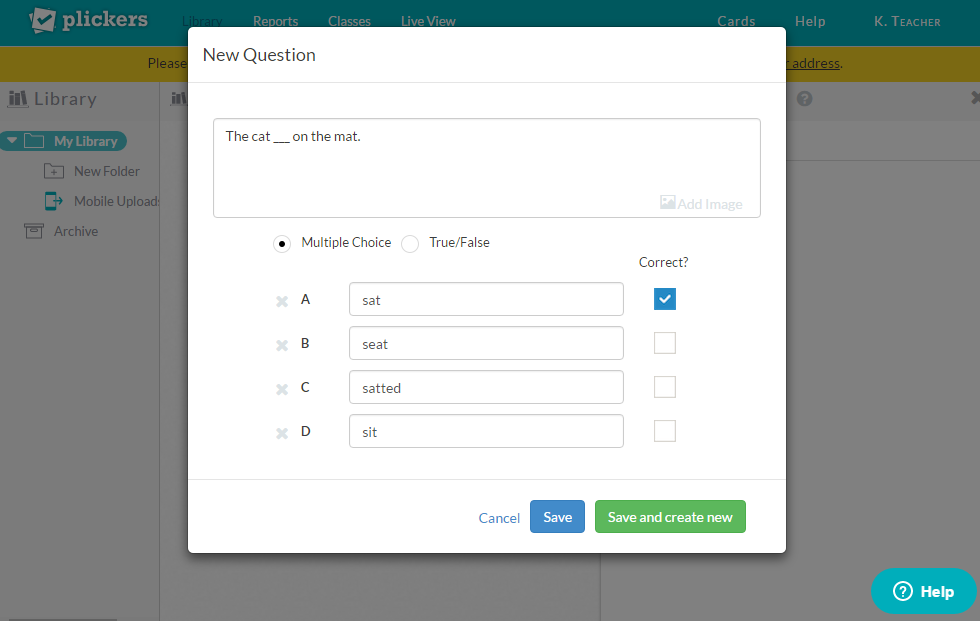 plickers
Library Reports Classes Live View Cards Help K. TEACHER
Please
address.
Library
New Question
My Library
New Folder
Mobile Uploads
Archive
The cat ___ on the mat.
Add Image
Multiple Choice True/False
Correct?
A sat
B seat
C satted
D sit
Cancel Save Save and create new
Help